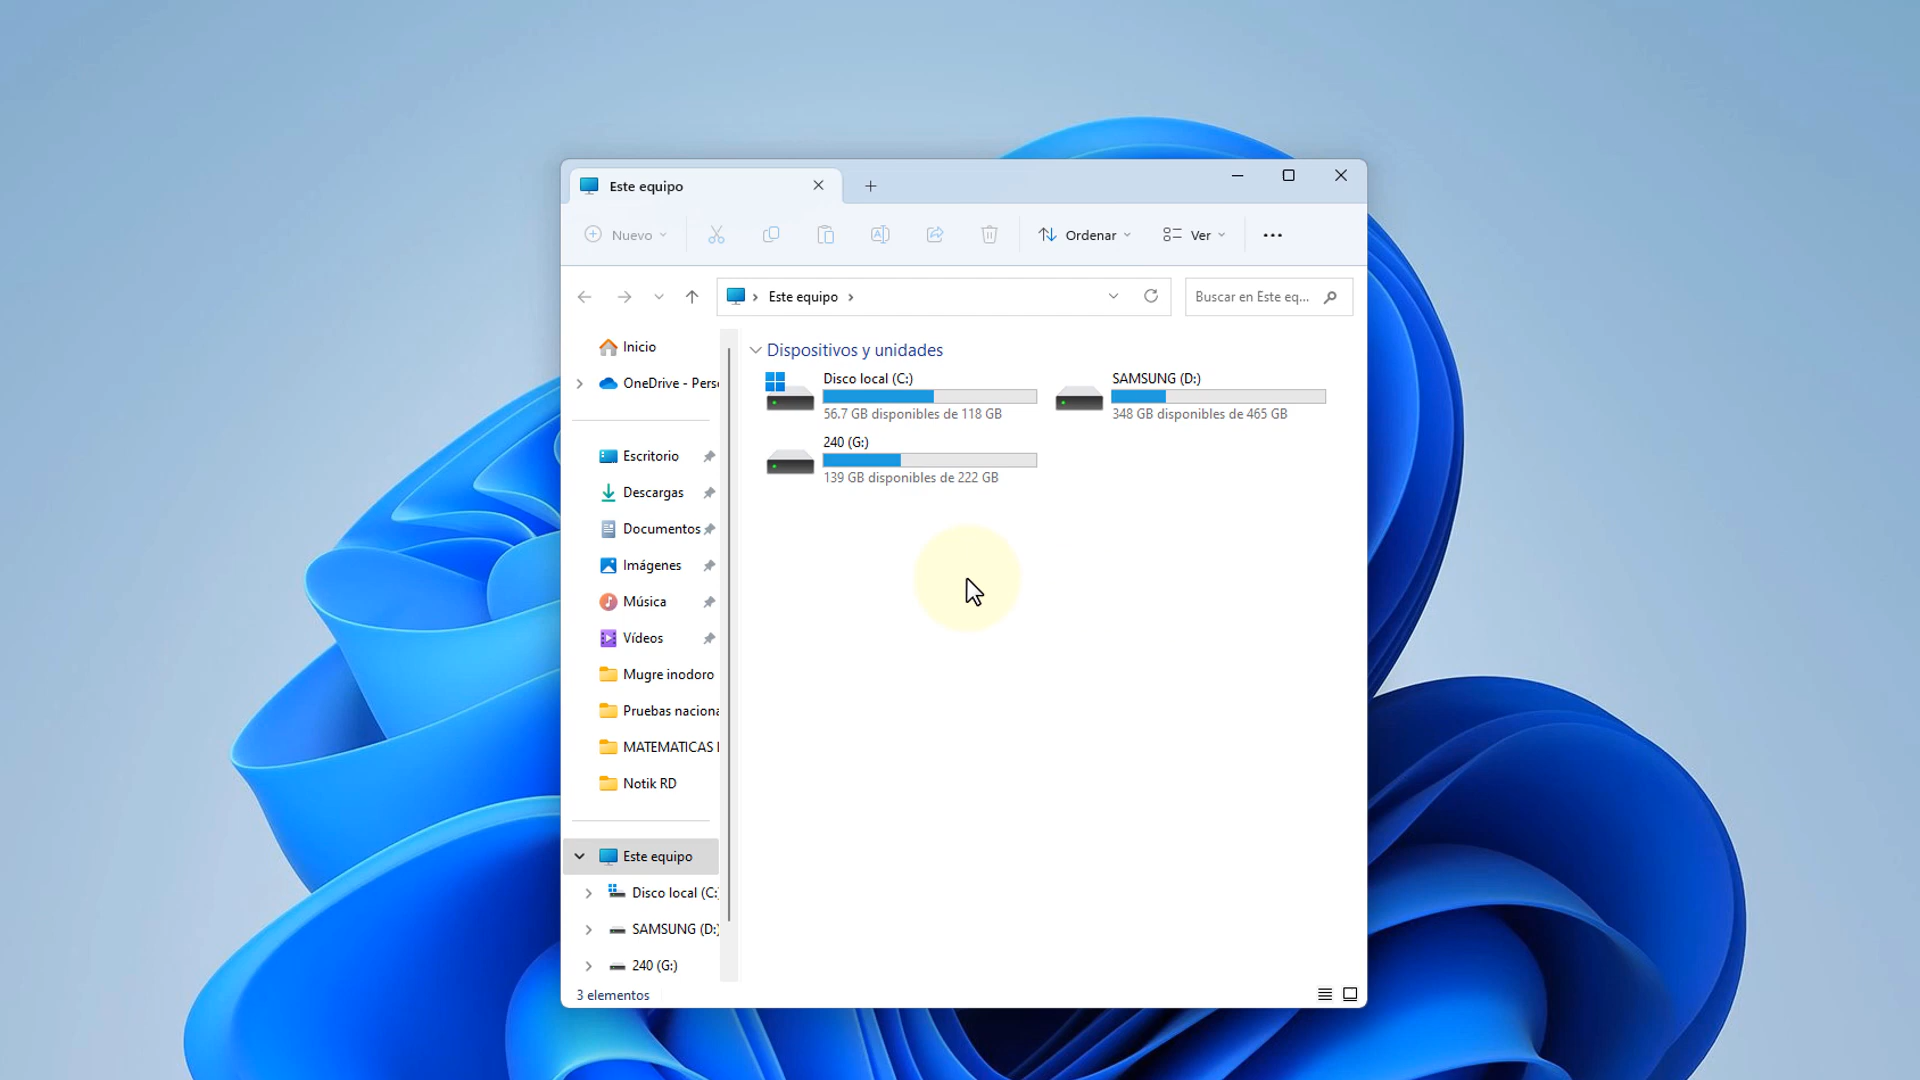 Este equipo
Nuevo
Ordenar
Ver
Este equipo
Buscar en Este eq...
Inicio
OneDrive - Pers
Escritorio
Descargas
Documentos
Imágenes
Música
Vídeos
Mugre inodoro
Pruebas naciona
MATEMATICAS
Notik RD
Este equipo
Disco local (C:
SAMSUNG (D:)
240 (G:)
Dispositivos y unidades
Disco local (C:)
56.7 GB disponibles de 118 GB
SAMSUNG (D:)
348 GB disponibles de 465 GB
240 (G:)
139 GB disponibles de 222 GB
3 elementos